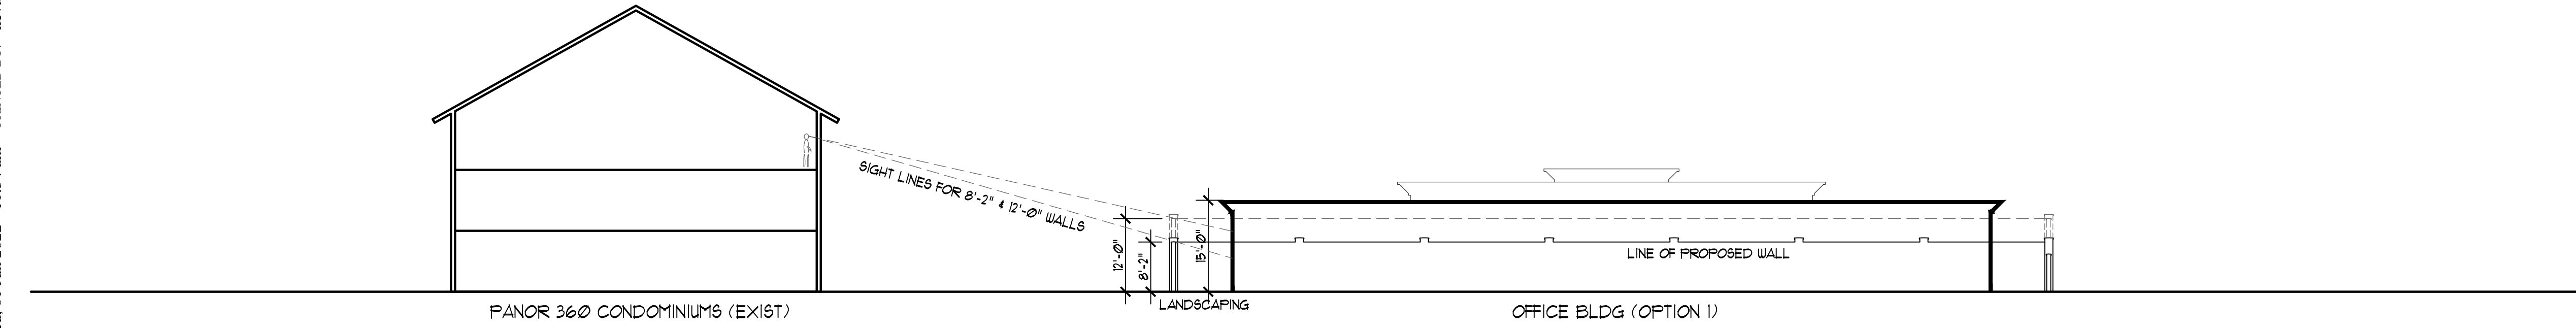 SIGHT LINES FOR 8'-2" & 12'-0" WALLS
12'-0"
8'-2"
15'-0"
LINE OF PROPOSED WALL
LANDSCAPING
PANOR 360 CONDOMINIUMS (EXIST)
OFFICE BLDG (OPTION 1)